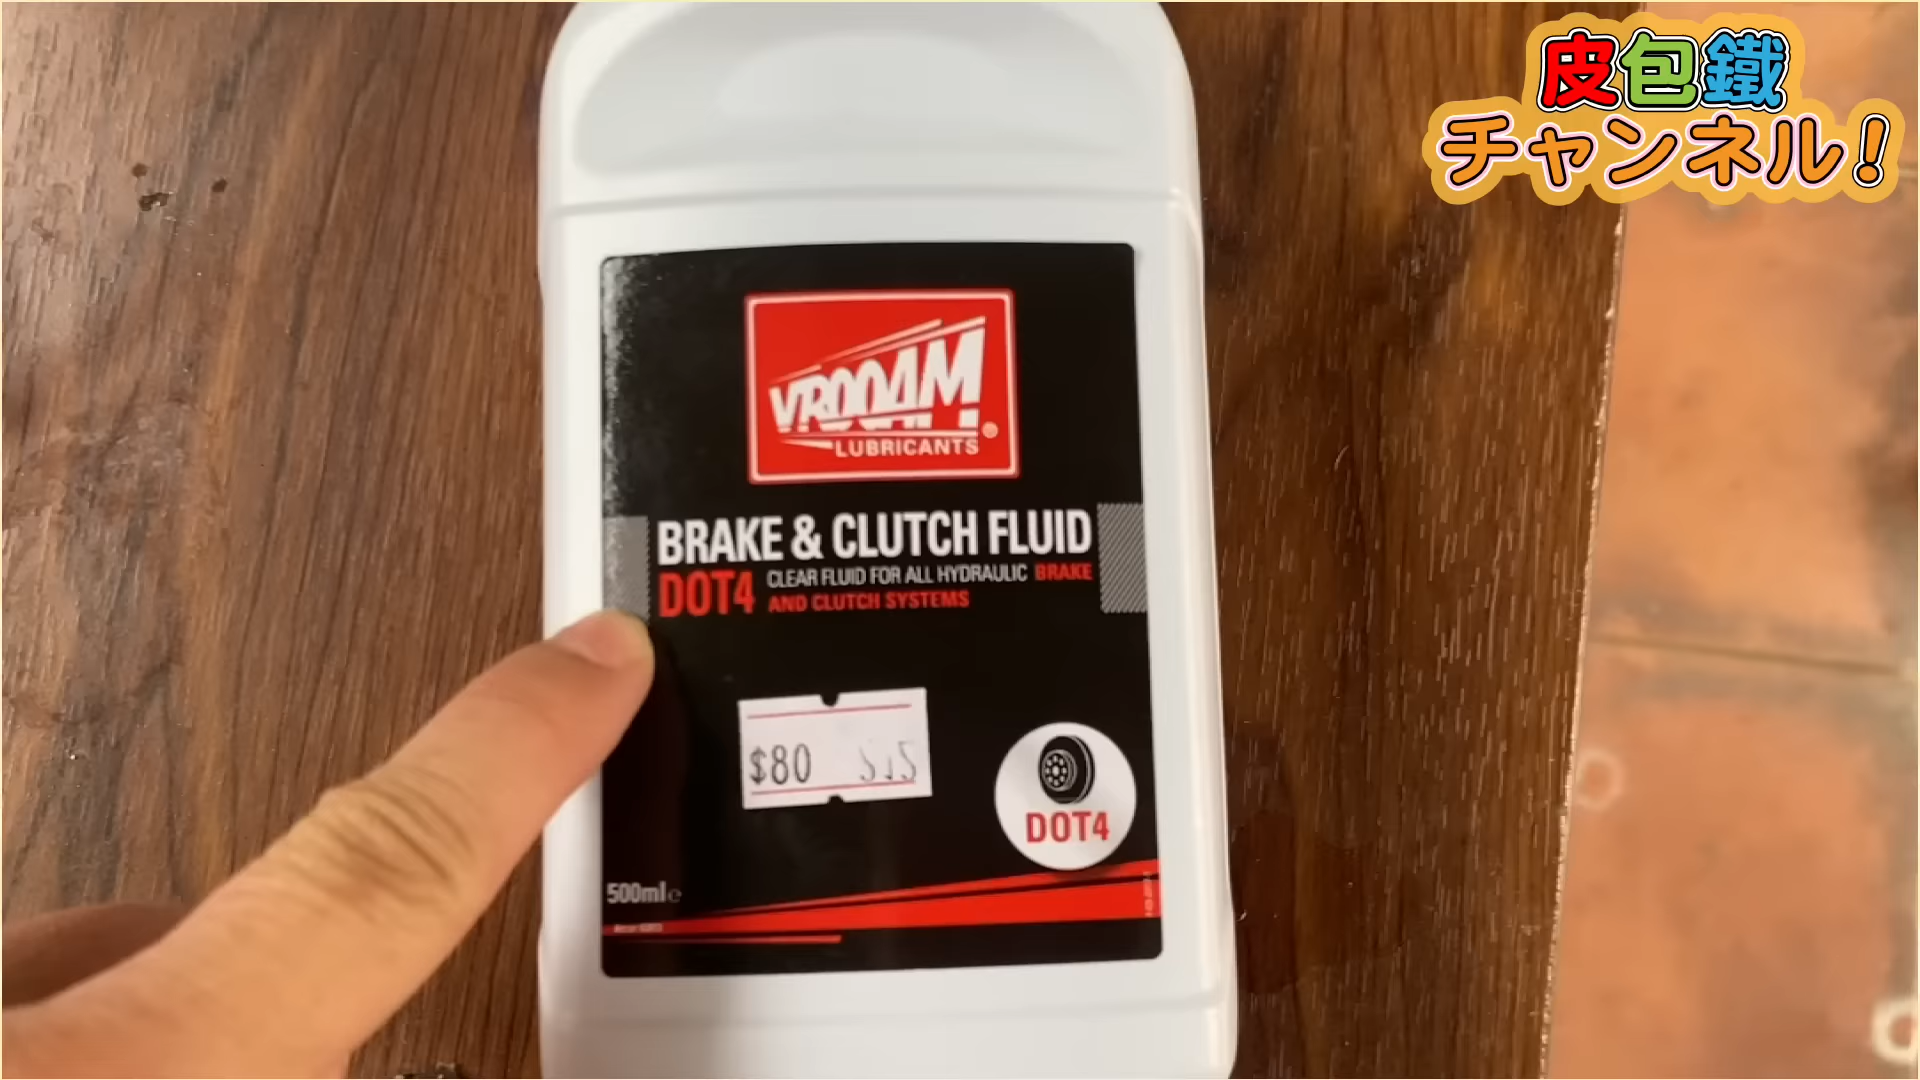 皮包鐵
チャンネル!
VROOAM
LUBRICANTS
BRAKE & CLUTCH FLUID
DOT4 CLEAR FLUID FOR ALL HYDRAULIC BRAKE
AND CLUTCH SYSTEMS
$80
DOT4
500ml℮